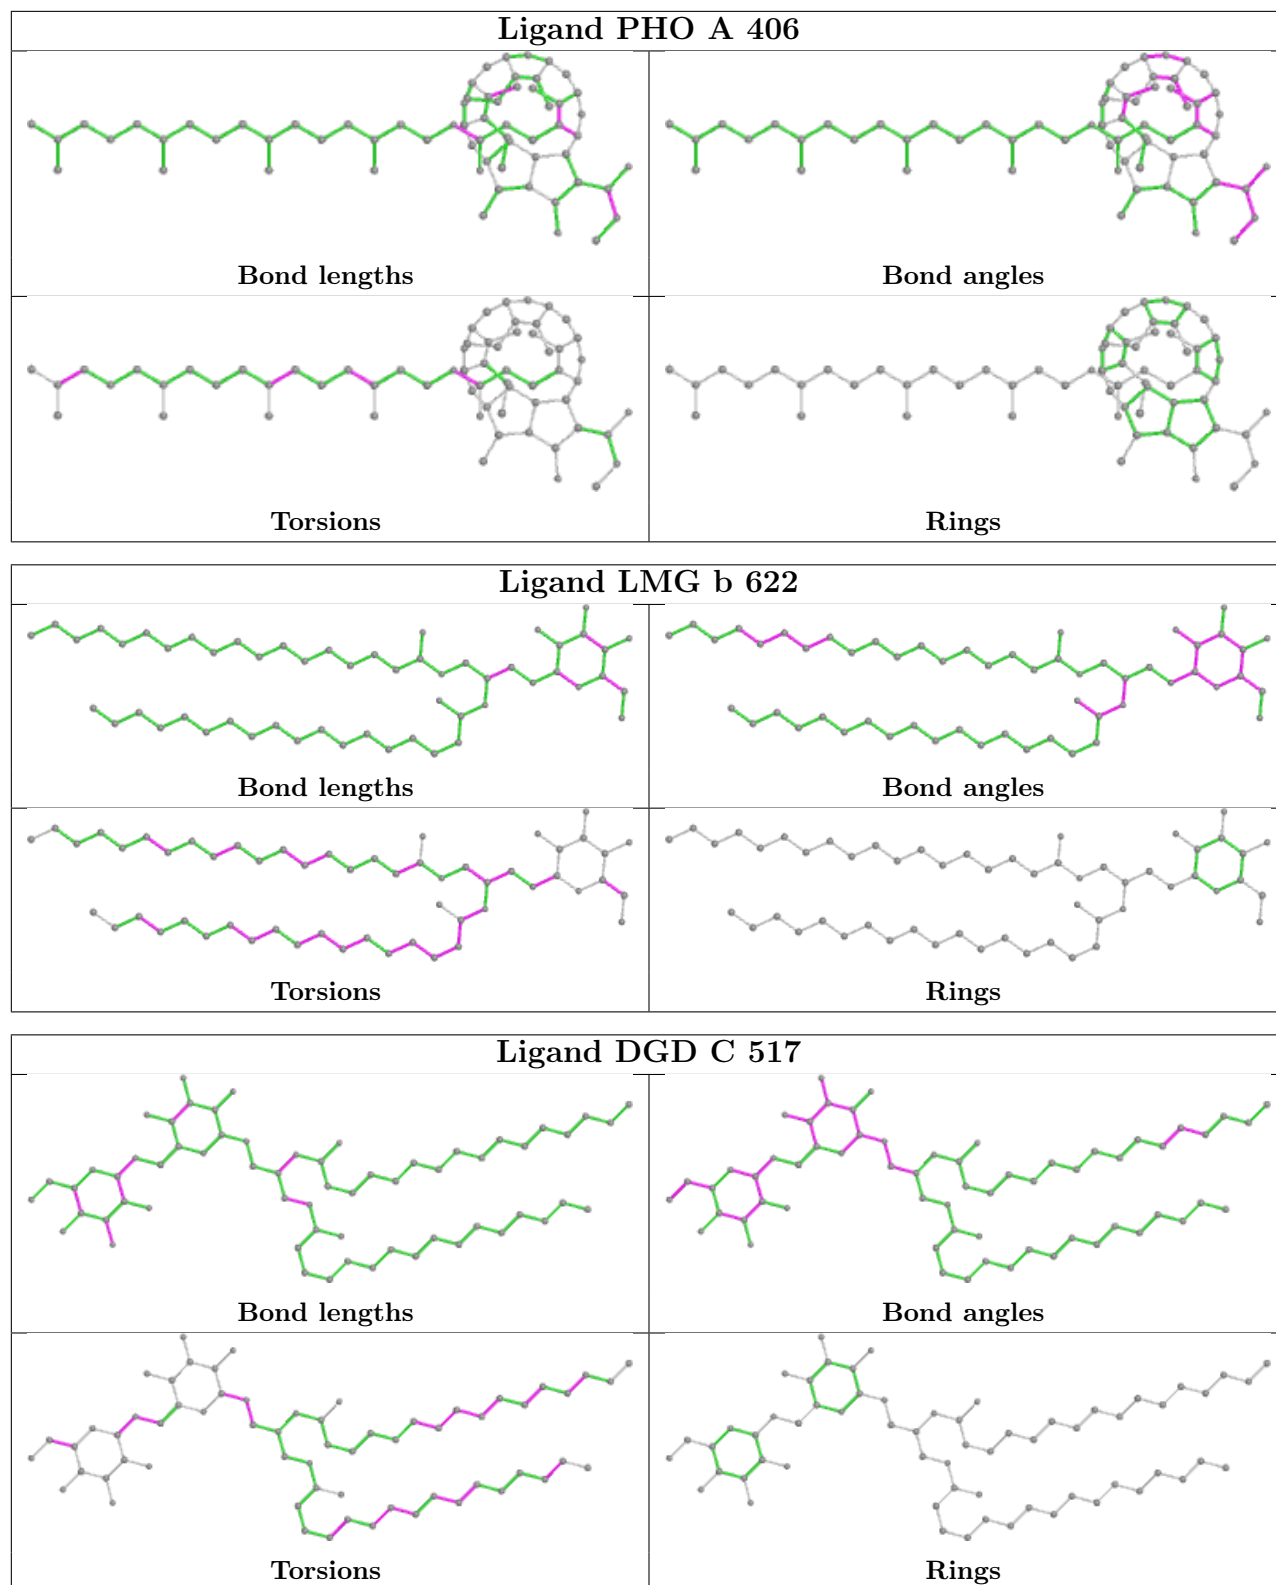 Ligand PHO A 406
Bond lengths
Bond angles
Torsions
Rings
Ligand LMG b 622
Bond lengths
Bond angles
Torsions
Rings
Ligand DGD C 517
Bond lengths
Bond angles
Torsions
Rings